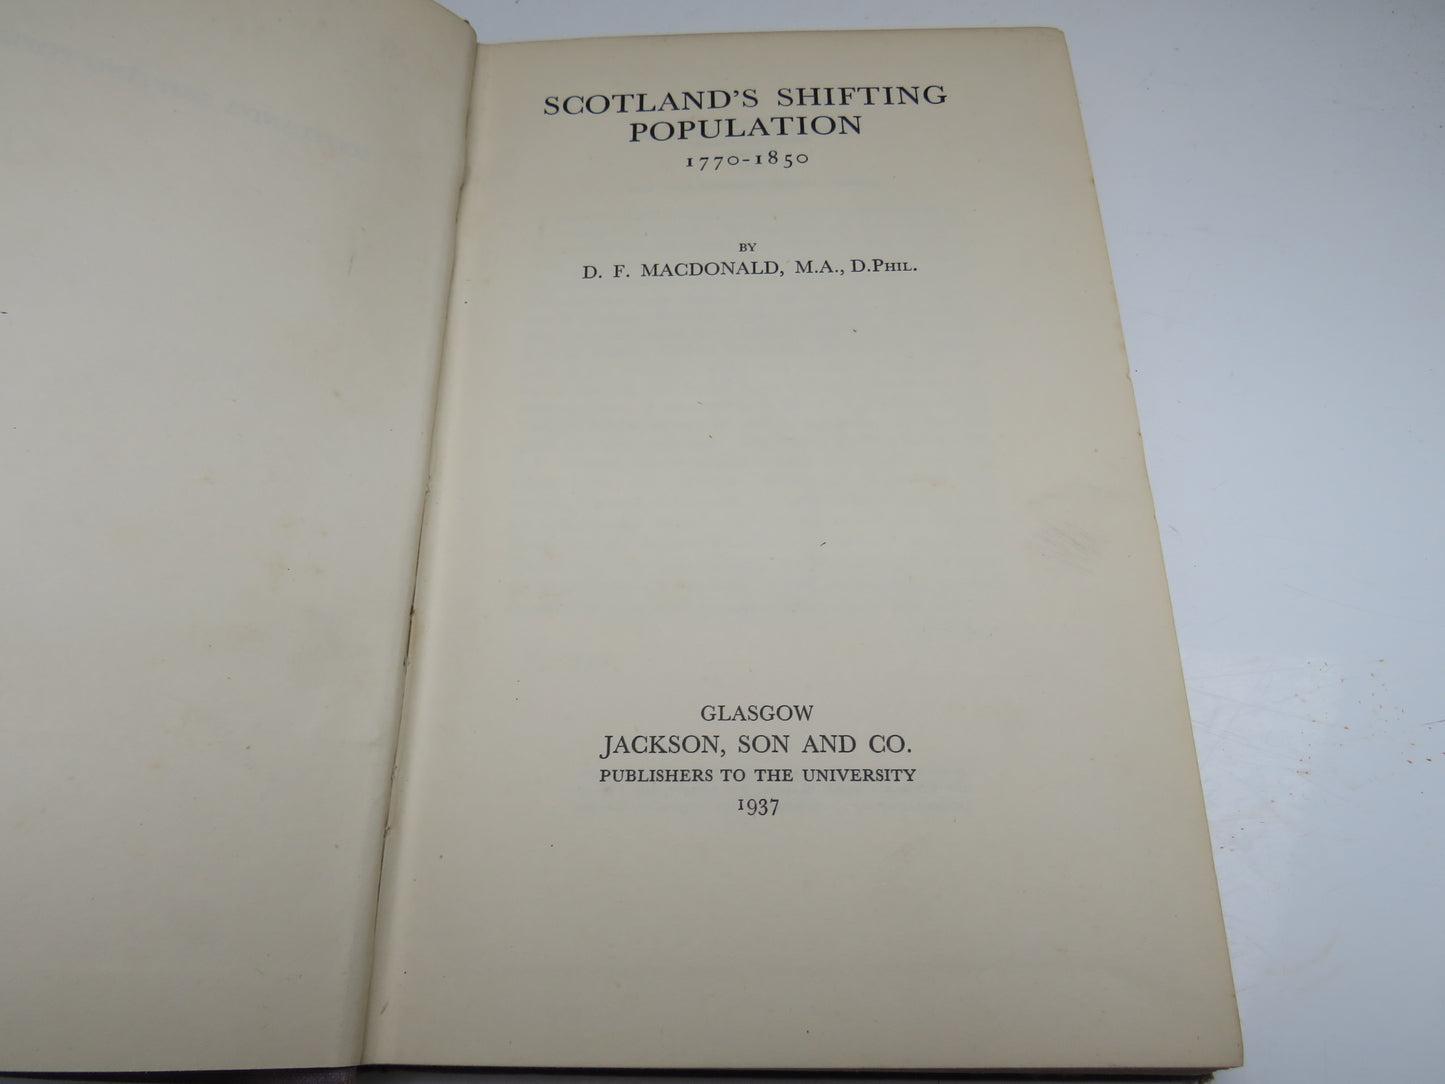 SCOTLAND'S SHIFTING
POPULATION
1770-1850
BY
D. F. MACDONALD, M.A., D.PHIL.
GLASGOW
JACKSON, SON AND CO.
PUBLISHERS TO THE UNIVERSITY
1937